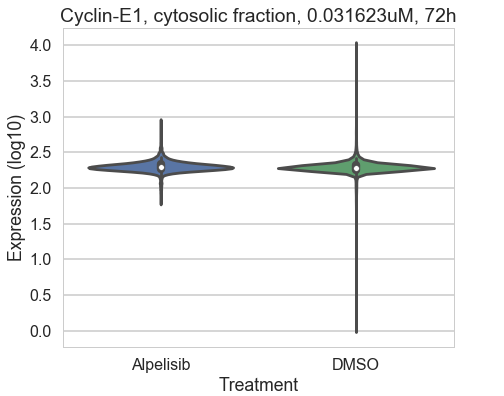 Cyclin-E1, cytosolic fraction, 0.031623uM, 72h
Expression (log10)
4.0
3.5
3.0
2.5
2.0
1.5
1.0
0.5
0.0
Alpelisib
DMSO
Treatment